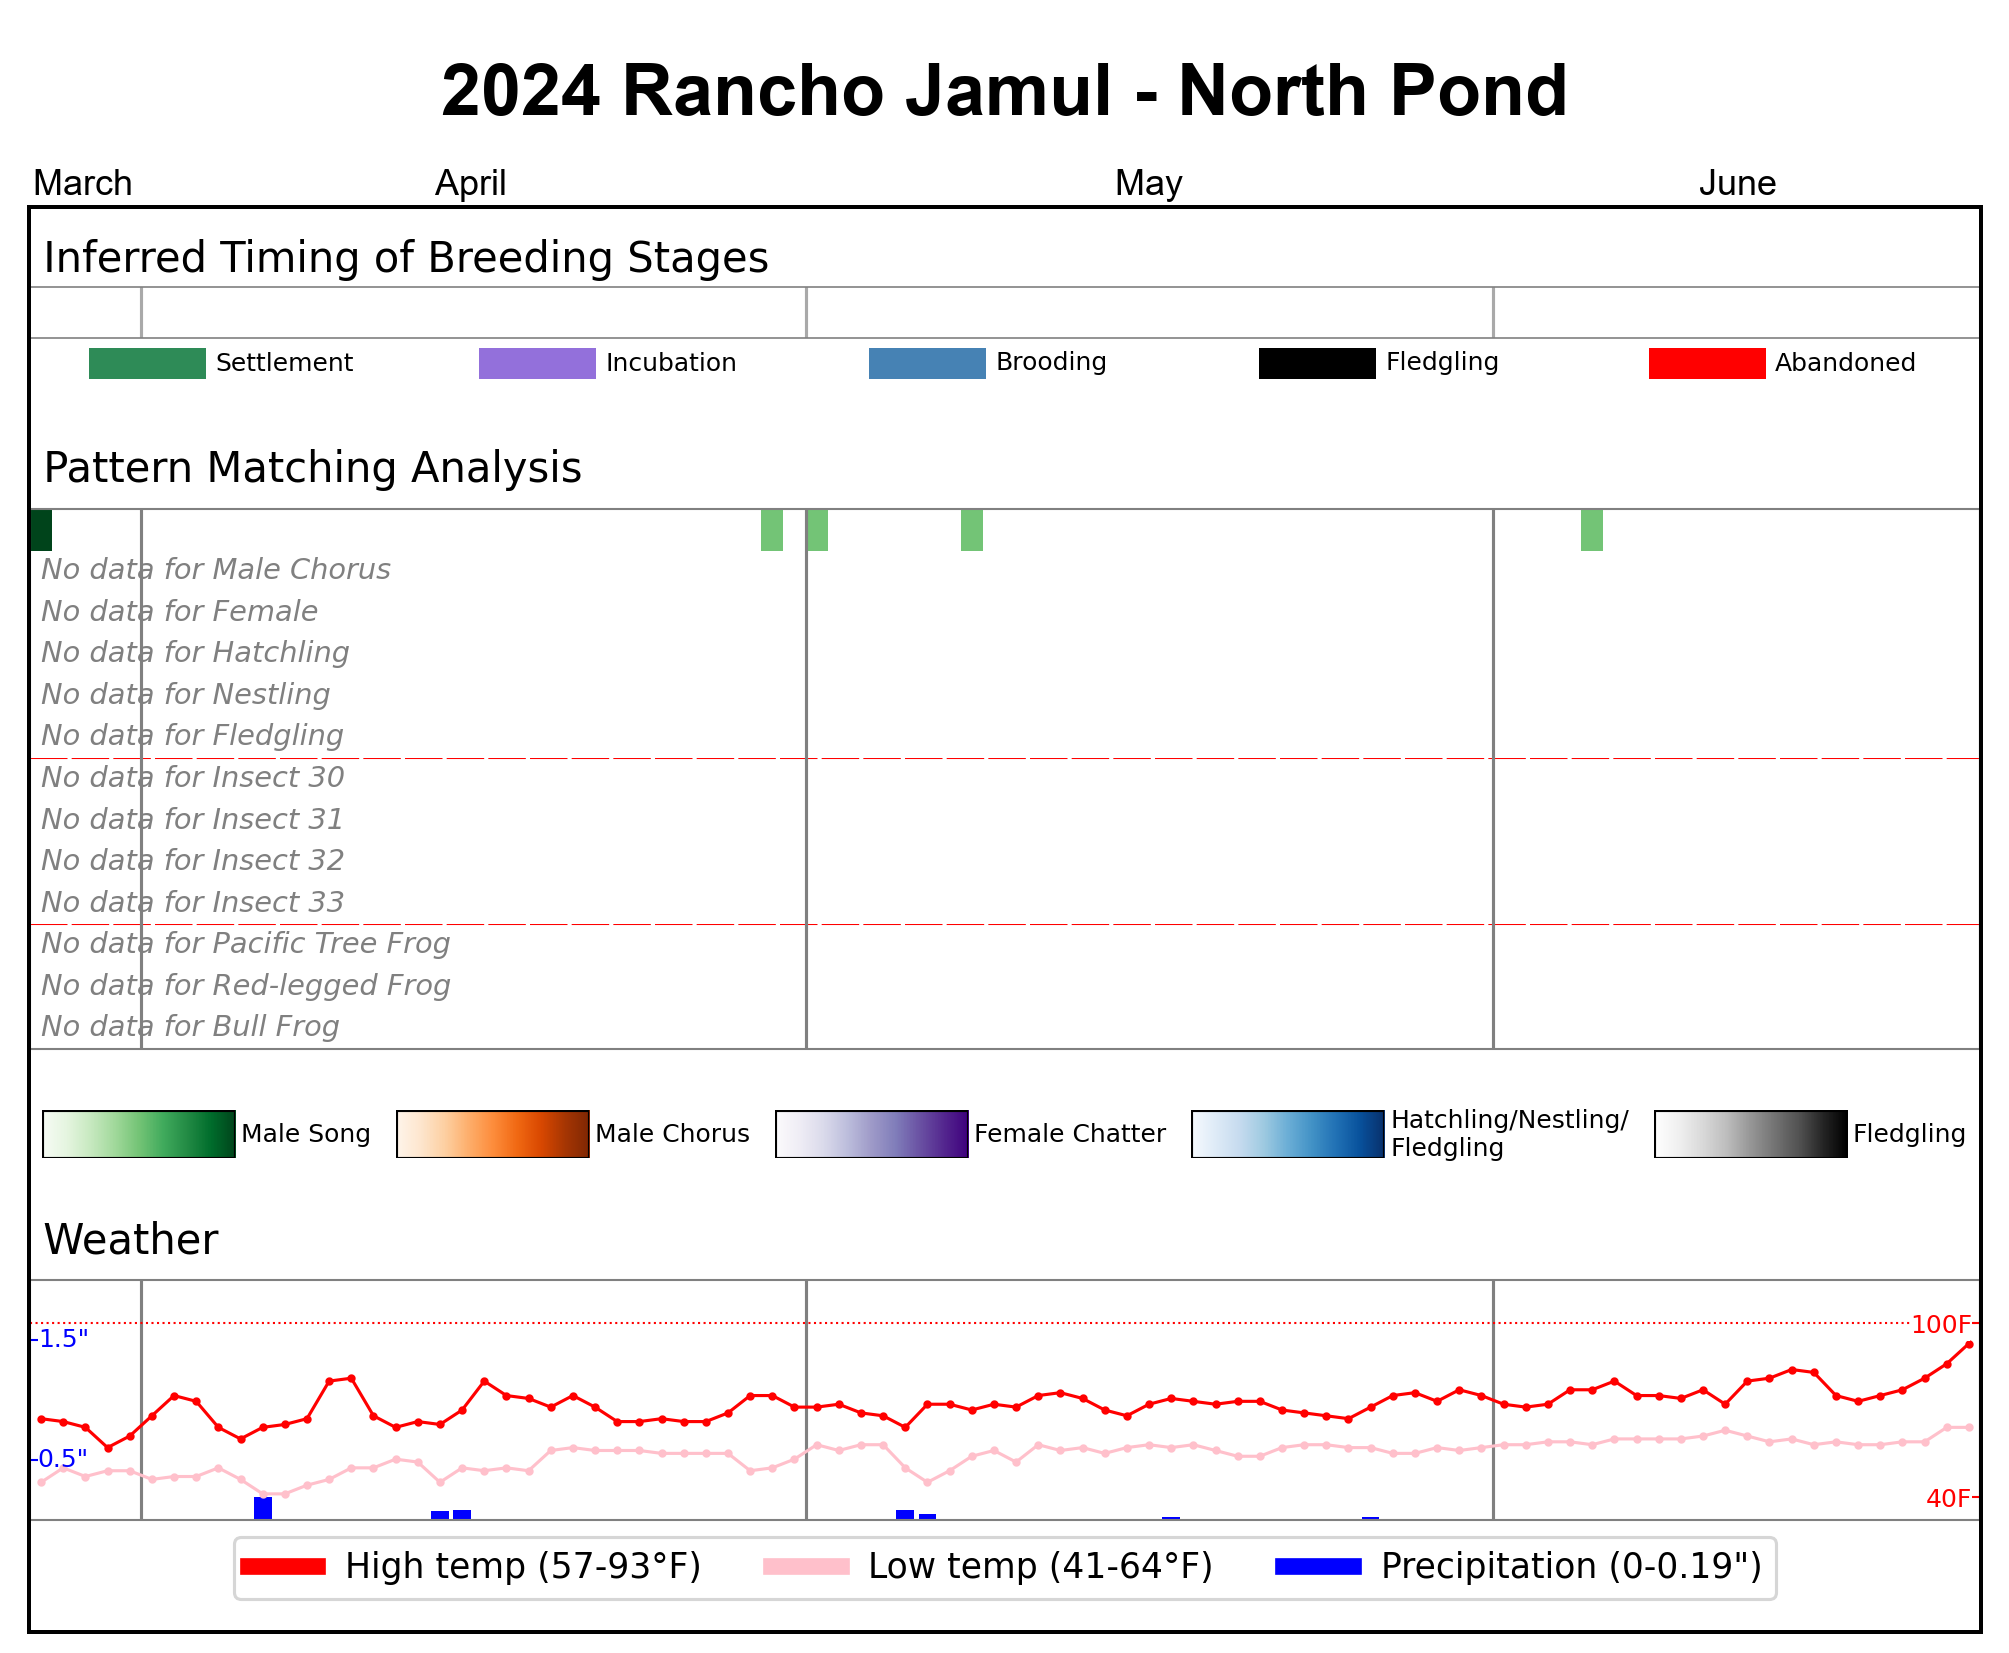 2024 Rancho Jamul - North Pond
March April May June
Inferred Timing of Breeding Stages
Settlement Incubation Brooding Fledgling Abandoned
Pattern Matching Analysis
No data for Male Chorus
No data for Female
No data for Hatchling
No data for Nestling
No data for Fledgling
No data for Insect 30
No data for Insect 31
No data for Insect 32
No data for Insect 33
No data for Pacific Tree Frog
No data for Red-legged Frog
No data for Bull Frog
Male Song Male Chorus Female Chatter Hatchling/Nestling/
Fledgling Fledgling
Weather
1.5" 100F
0.5"
40F
High temp (57-93°F) Low temp (41-64°F) Precipitation (0-0.19")